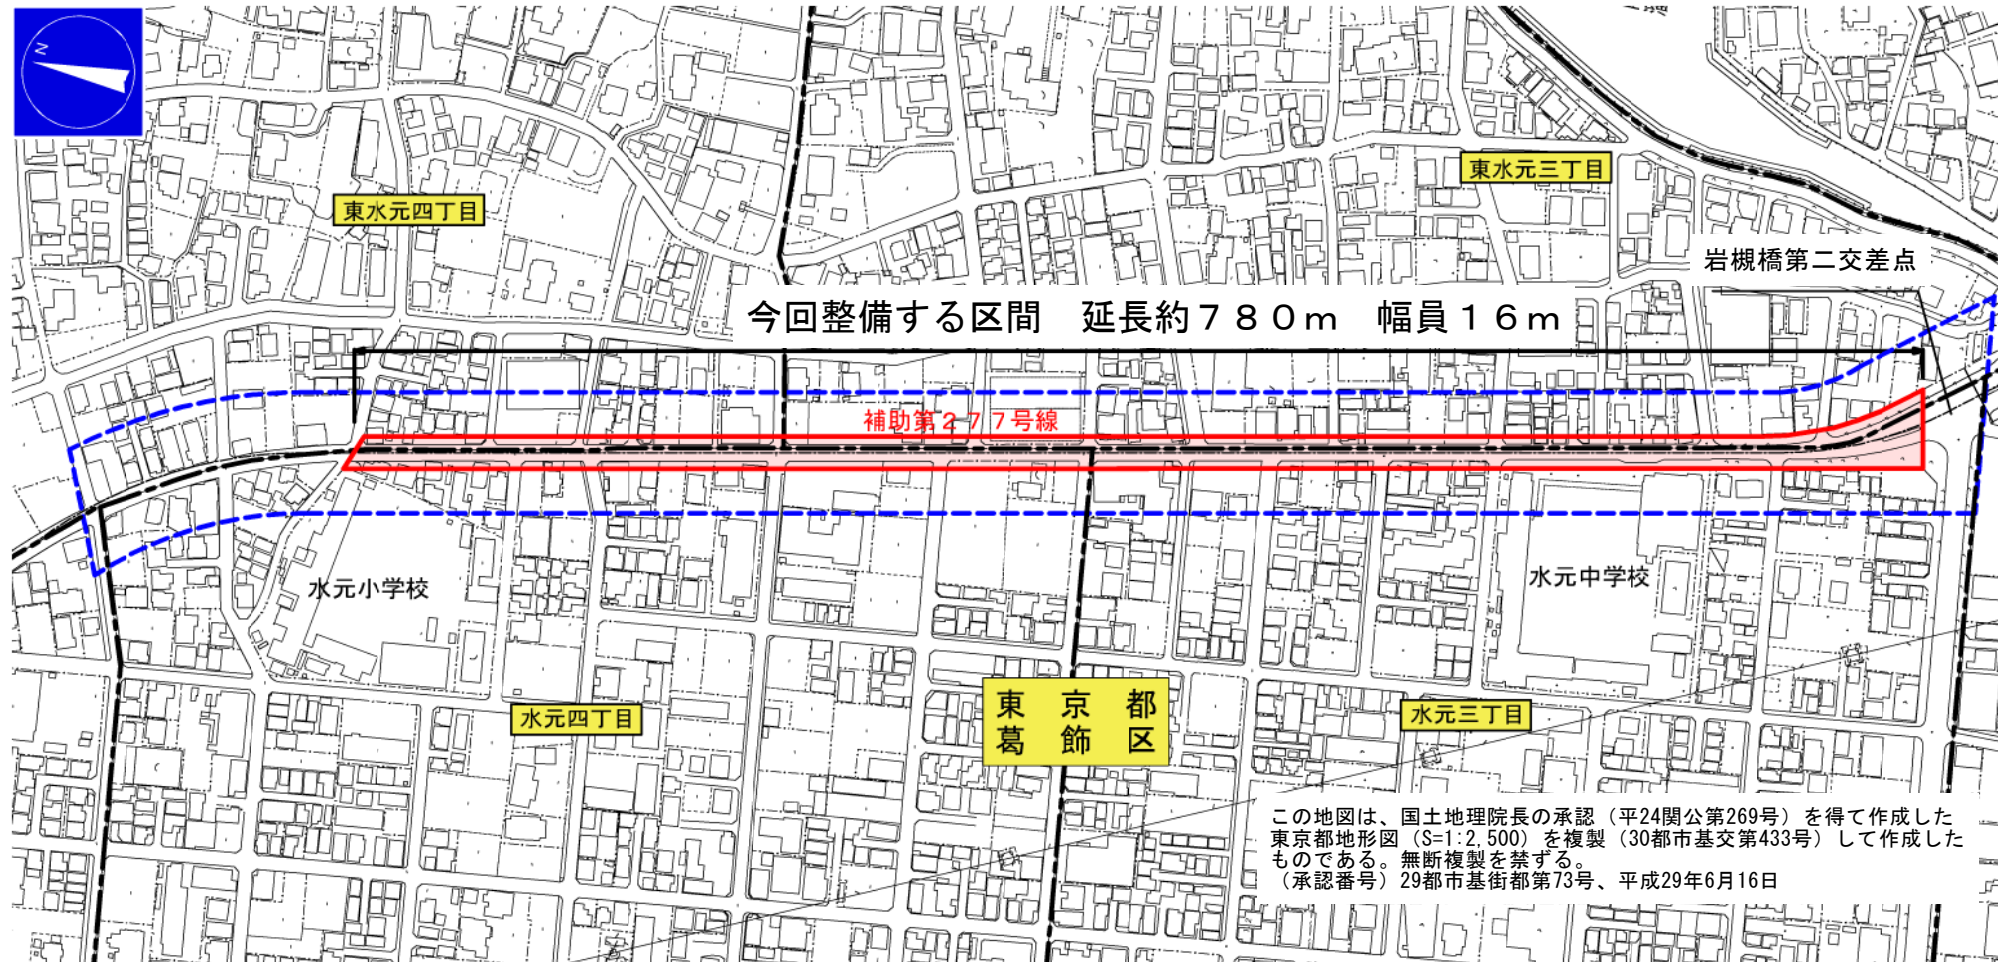 N
東水元三丁目
東水元四丁目
岩槻橋第二交差点
今回整備する区間　延長約７８０ｍ　幅員１６ｍ
補助第２７７号線
水元小学校
水元中学校
水元四丁目
東京都
葛飾区
水元三丁目
この地図は、国土地理院長の承認（平24関公第269号）を得て作成した
東京都地形図（S=1:2,500）を複製（30都市基交第433号）して作成した
ものである。無断複製を禁ずる。
（承認番号）29都市基街都第73号、平成29年6月16日